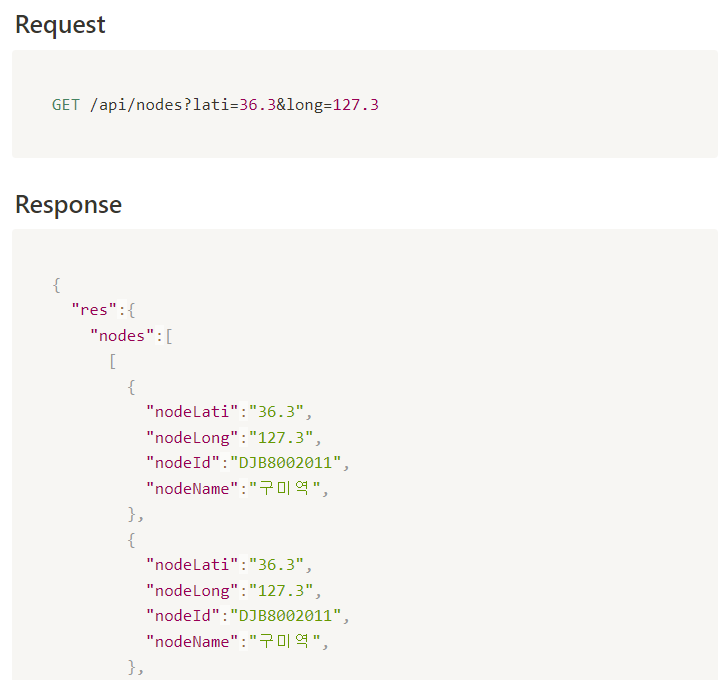 Request
GET /api/nodes?lati=36.3&long=127.3
Response
{
"res":{
"nodes":[
[
{
"nodeLati":"36.3",
"nodeLong":"127.3",
"nodeId":"DJB8002011",
"nodeName":"구미역",
},
{
"nodeLati":"36.3",
"nodeLong":"127.3",
"nodeId":"DJB8002011",
"nodeName":"구미역",
},